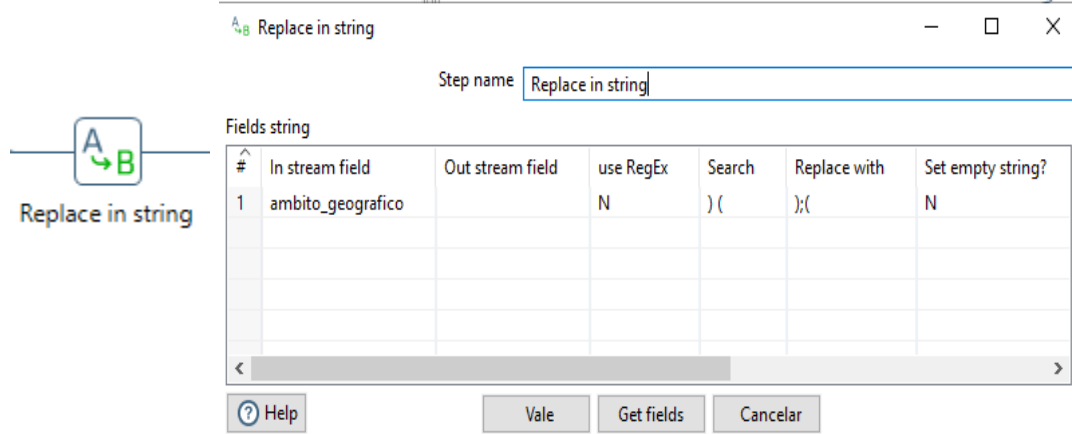 A B
Replace in string
A B Replace in string
Step name Replace in string
Fields string
# In stream field Out stream field use RegEx Search Replace with Set empty string?
1 ambito_geografico N ) ( );( N
Help Vale Get fields Cancelar